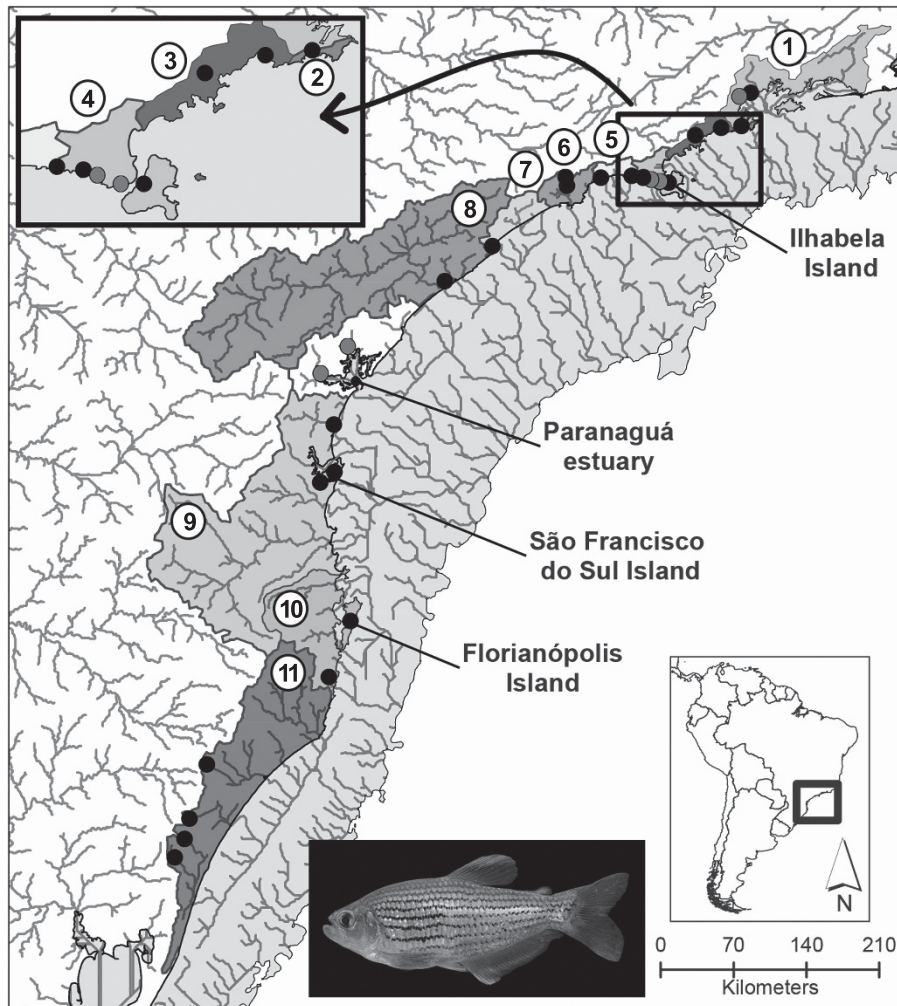 1
3
2
4
5
6
7
8
Ilhabela
Island
Paranaguá
estuary
9
São Francisco
do Sul Island
10
Florianópolis
Island
11
N
0 70 140 210
Kilometers